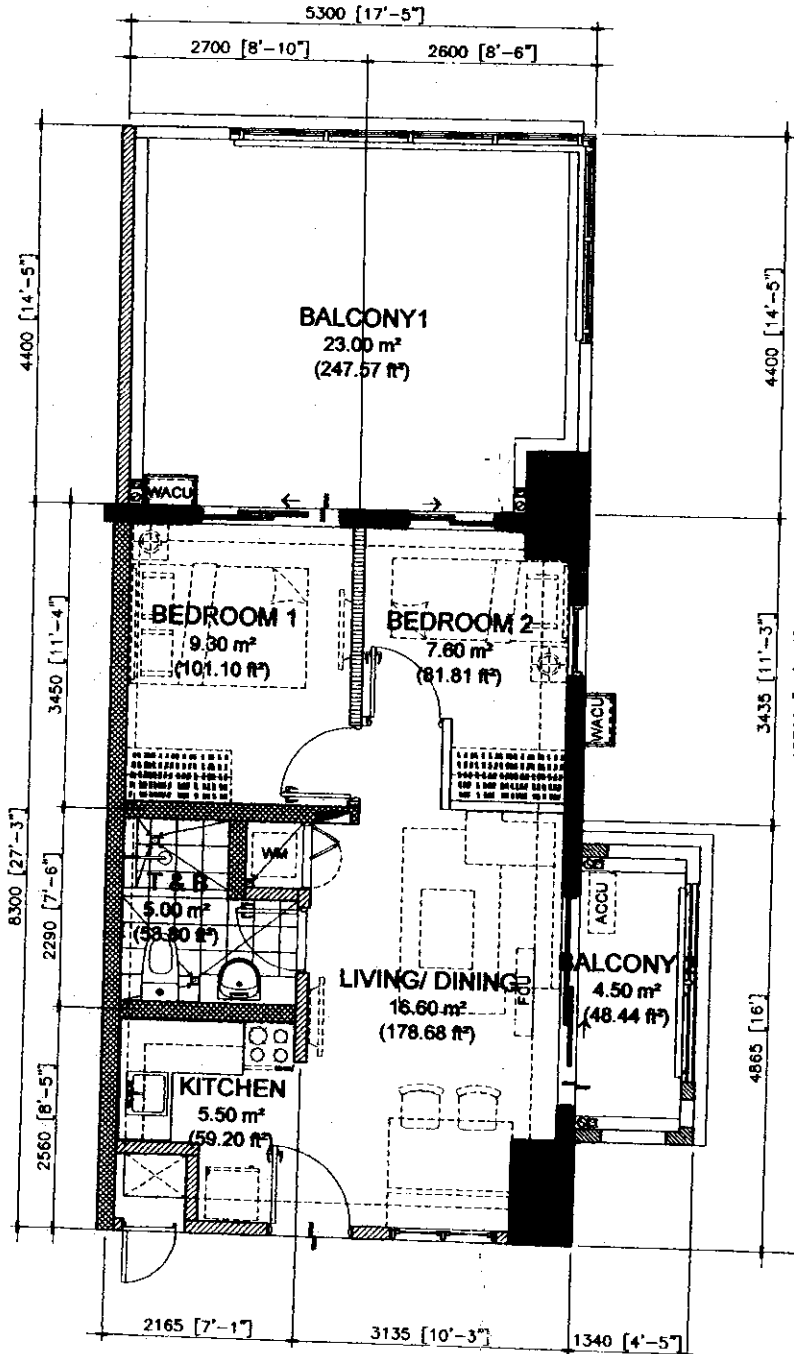 5300 [17'-5"]
2700 [8'-10"]
2600 [8'-6"]
4400 [14'-5"]
4400 [14'-5"]
BALCONY1
23.00 m²
(247.57 ft²)
WACU
BEDROOM 1
9.30 m²
(101.10 ft²)
BEDROOM 2
7.60 m²
(81.81 ft²)
3450 [11'-4"]
3435 [11'-3"]
WACU
8300 [27'-3"]
2290 [7'-6"]
WM
T & B
5.00 m²
(53.80 ft²)
ACCU
LIVING/ DINING
16.60 m²
(178.68 ft²)
FCU
BALCONY
4.50 m²
(48.44 ft²)
4865 [16']
KITCHEN
5.50 m²
(59.20 ft²)
2560 [8'-5"]
2165 [7'-1"]
3135 [10'-3"]
1340 [4'-5"]